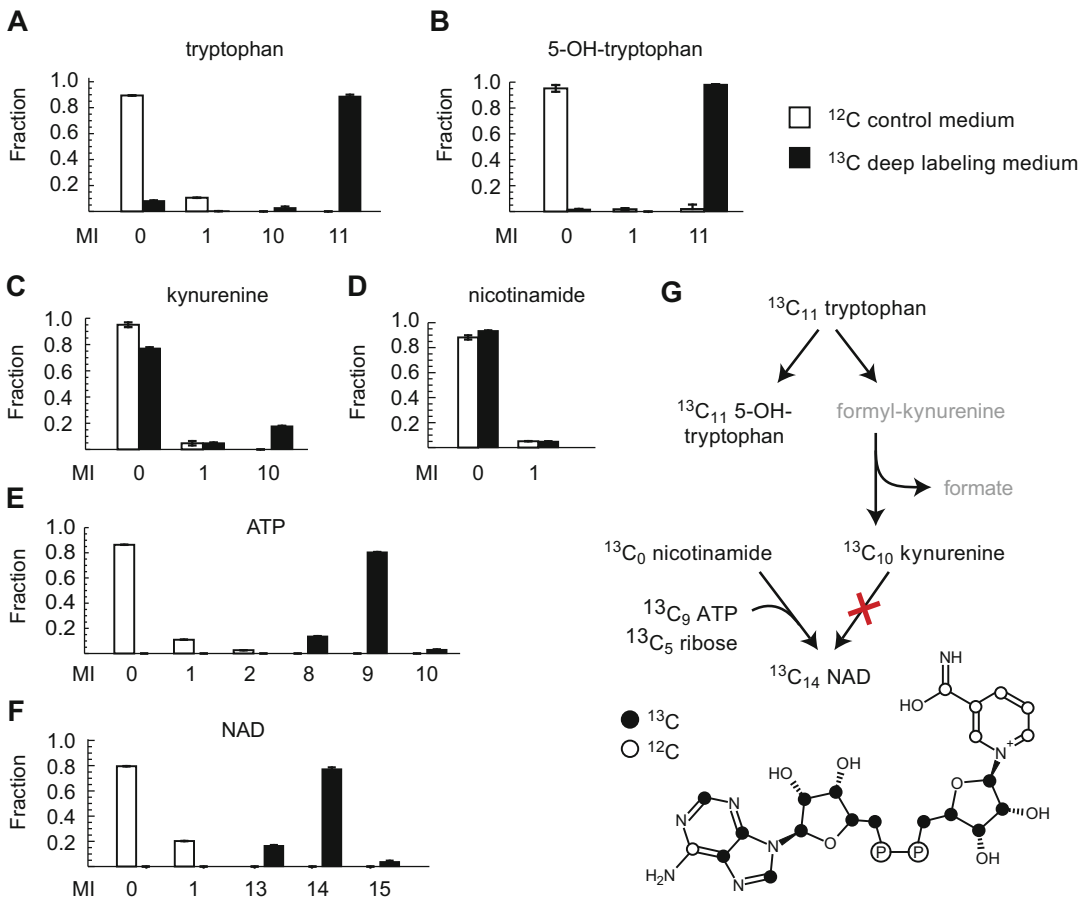 A
tryptophan
Fraction
1.0
0.8
0.6
0.4
0.2
MI 0 1 10 11
B
5-OH-tryptophan
Fraction
1.0
0.8
0.6
0.4
0.2
MI 0 1 11
¹²C control medium
¹³C deep labeling medium
C
kynurenine
Fraction
1.0
0.8
0.6
0.4
0.2
MI 0 1 10
D
nicotinamide
Fraction
1.0
0.8
0.6
0.4
0.2
MI 0 1
E
ATP
Fraction
1.0
0.8
0.6
0.4
0.2
MI 0 1 2 8 9 10
F
NAD
Fraction
1.0
0.8
0.6
0.4
0.2
MI 0 1 13 14 15
G
¹³C₁₁ tryptophan
¹³C₁₁ 5-OH-
tryptophan
formyl-kynurenine
formate
¹³C₀ nicotinamide
¹³C₁₀ kynurenine
¹³C₉ ATP
¹³C₅ ribose
¹³C₁₄ NAD
¹³C
¹²C
NH
HO
N⁺
HO
OH
O
OH
OH
N
N
N
N
O
P
P
H₂N